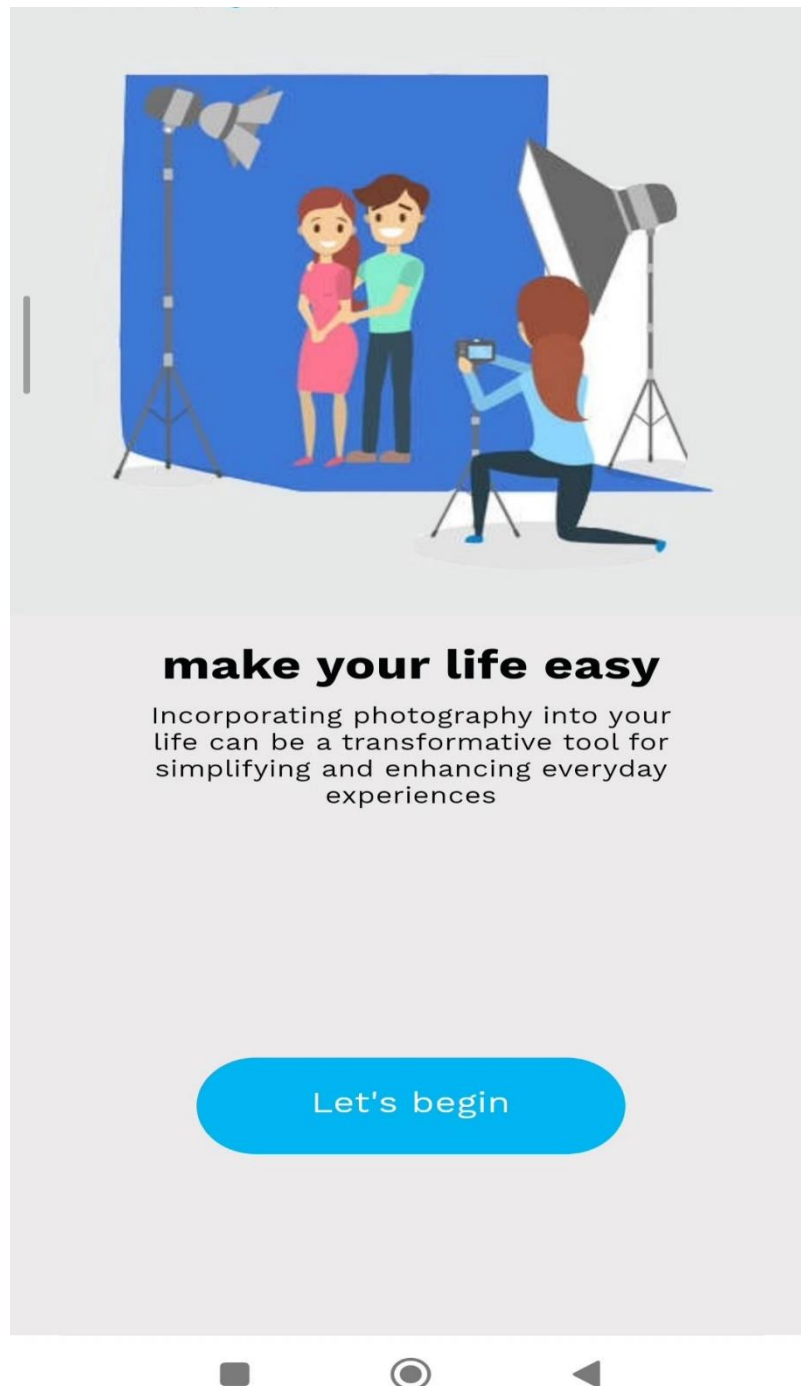 make your life easy
Incorporating photography into your
life can be a transformative tool for
simplifying and enhancing everyday
experiences
Let's begin